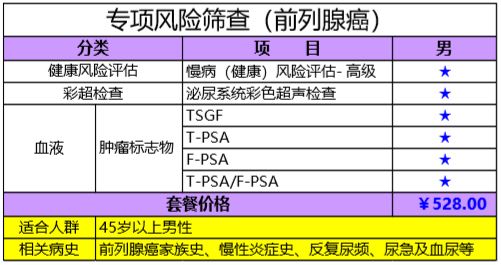 专项风险筛查（前列腺癌）
分类 项 目 男
健康风险评估 慢病（健康）风险评估- 高级 ★
彩超检查 泌尿系统彩色超声检查 ★
血液 肿瘤标志物 TSGF ★
T-PSA ★
F-PSA ★
T-PSA/F-PSA ★
套餐价格 ￥528.00
适合人群 45岁以上男性
相关病史 前列腺癌家族史、慢性炎症史、反复尿频、尿急及血尿等